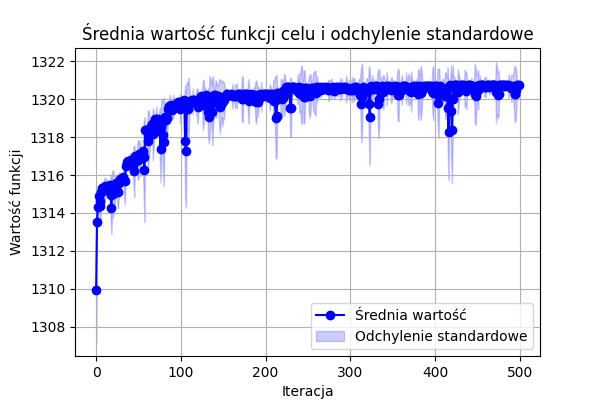 Średnia wartość funkcji celu i odchylenie standardowe
1322
1320
1318
1316
1314
1312
1310
1308
Wartość funkcji
0 100 200 300 400 500
Iteracja
Średnia wartość
Odchylenie standardowe